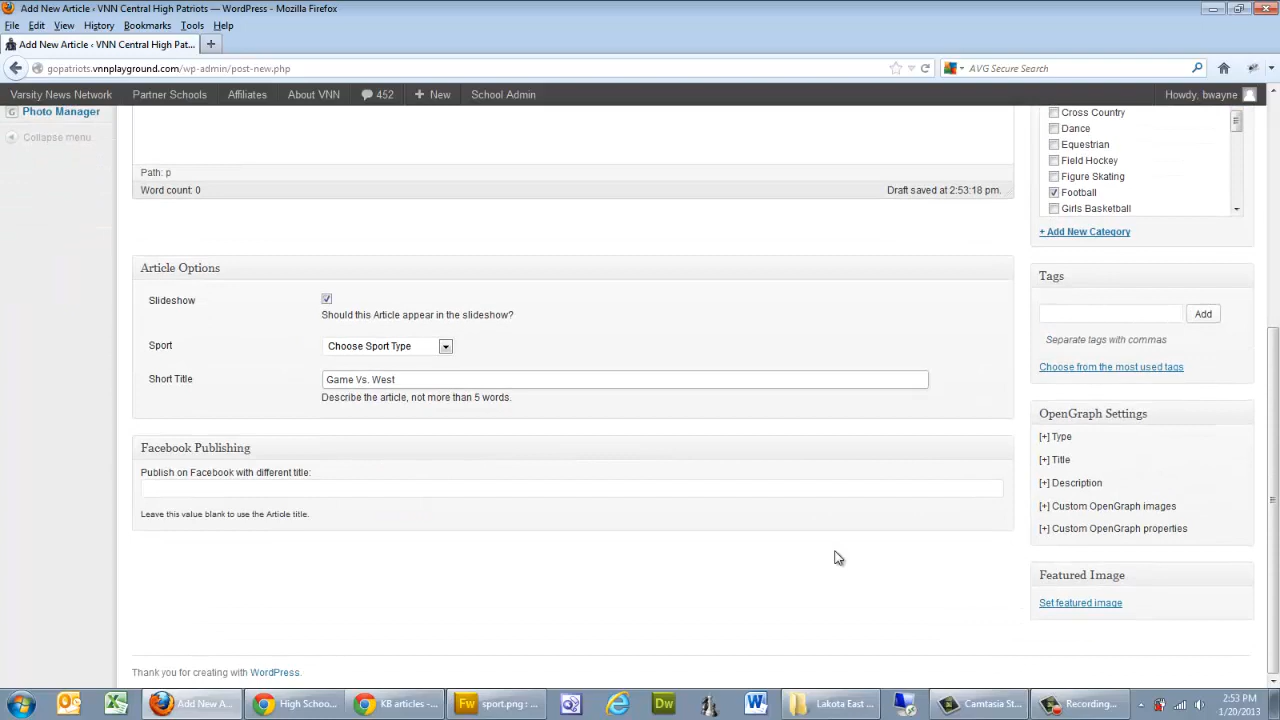 Add New Article ‹ VNN Central High Patriots — WordPress - Mozilla Firefox
File Edit View History Bookmarks Tools Help
Add New Article ‹ VNN Central High Pat... +
gopatriots.vnnplayground.com/wp-admin/post-new.php
AVG Secure Search
Varsity News Network Partner Schools Affiliates About VNN 452 + New School Admin Howdy, bwayne
Photo Manager
Collapse menu
Path: p
Word count: 0
Draft saved at 2:53:18 pm.
Cross Country
Dance
Equestrian
Field Hockey
Figure Skating
Football
Girls Basketball
+ Add New Category
Article Options
Slideshow
Should this Article appear in the slideshow?
Sport
Choose Sport Type
Short Title
Game Vs. West
Describe the article, not more than 5 words.
Facebook Publishing
Publish on Facebook with different title:
Leave this value blank to use the Article title.
Tags
Add
Separate tags with commas
Choose from the most used tags
OpenGraph Settings
[+] Type
[+] Title
[+] Description
[+] Custom OpenGraph images
[+] Custom OpenGraph properties
Featured Image
Set featured image
Thank you for creating with WordPress.
Add New A... High Schoo... KB articles -... Fw sport.png : ... Dw Lakota East ... Camtasia St... Recording...
2:53 PM
1/20/2013